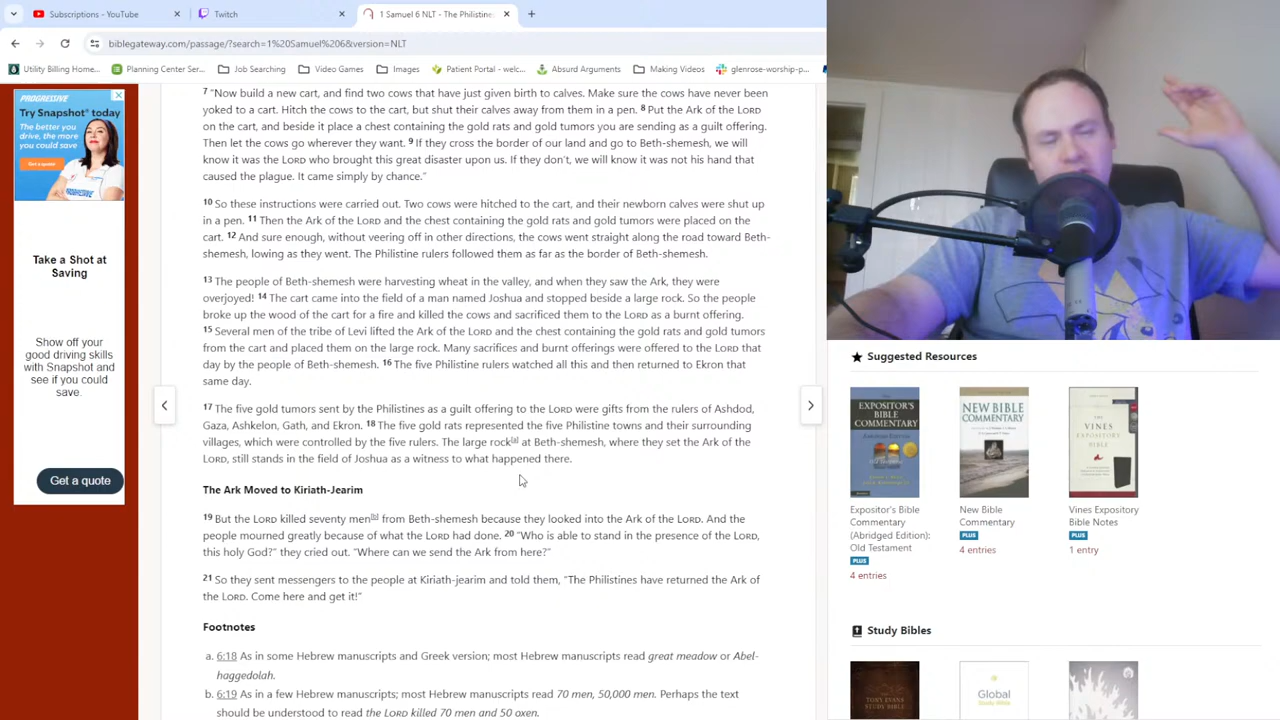 Subscriptions - YouTube
Twitch
1 Samuel 6 NLT - The Philistine
biblegateway.com/passage/?search=1%20Samuel%206&version=NLT
Utility Billing Home...
Planning Center Ser...
Job Searching
Video Games
Images
Patient Portal - welc...
Absurd Arguments
Making Videos
glenrose-worship-p...
PROGRESSIVE
Try Snapshot® today
The better you
drive, the more
you could save
Get a quote
Take a Shot at
Saving
Show off your
good driving skills
with Snapshot and
see if you could
save.
Get a quote
7 "Now build a new cart, and find two cows that have just given birth to calves. Make sure the cows have never been
yoked to a cart. Hitch the cows to the cart, but shut their calves away from them in a pen. 8 Put the Ark of the LORD
on the cart, and beside it place a chest containing the gold rats and gold tumors you are sending as a guilt offering.
Then let the cows go wherever they want. 9 If they cross the border of our land and go to Beth-shemesh, we will
know it was the LORD who brought this great disaster upon us. If they don't, we will know it was not his hand that
caused the plague. It came simply by chance."
10 So these instructions were carried out. Two cows were hitched to the cart, and their newborn calves were shut up
in a pen. 11 Then the Ark of the LORD and the chest containing the gold rats and gold tumors were placed on the
cart. 12 And sure enough, without veering off in other directions, the cows went straight along the road toward Beth-
shemesh, lowing as they went. The Philistine rulers followed them as far as the border of Beth-shemesh.
13 The people of Beth-shemesh were harvesting wheat in the valley, and when they saw the Ark, they were
overjoyed! 14 The cart came into the field of a man named Joshua and stopped beside a large rock. So the people
broke up the wood of the cart for a fire and killed the cows and sacrificed them to the LORD as a burnt offering.
15 Several men of the tribe of Levi lifted the Ark of the LORD and the chest containing the gold rats and gold tumors
from the cart and placed them on the large rock. Many sacrifices and burnt offerings were offered to the LORD that
day by the people of Beth-shemesh. 16 The five Philistine rulers watched all this and then returned to Ekron that
same day.
17 The five gold tumors sent by the Philistines as a guilt offering to the LORD were gifts from the rulers of Ashdod,
Gaza, Ashkelon, Gath, and Ekron. 18 The five gold rats represented the five Philistine towns and their surrounding
villages, which were controlled by the five rulers. The large rock[a] at Beth-shemesh, where they set the Ark of the
LORD, still stands in the field of Joshua as a witness to what happened there.
The Ark Moved to Kiriath-Jearim
19 But the LORD killed seventy men[b] from Beth-shemesh because they looked into the Ark of the LORD. And the
people mourned greatly because of what the LORD had done. 20 "Who is able to stand in the presence of the LORD,
this holy God?" they cried out. "Where can we send the Ark from here?"
21 So they sent messengers to the people at Kiriath-jearim and told them, "The Philistines have returned the Ark of
the LORD. Come here and get it!"
Footnotes
a. 6:18 As in some Hebrew manuscripts and Greek version; most Hebrew manuscripts read great meadow or Abel-
haggedolah.
b. 6:19 As in a few Hebrew manuscripts; most Hebrew manuscripts read 70 men, 50,000 men. Perhaps the text
LORD killed 70 men and 50 oxen.
Suggested Resources
EXPOSITOR'S
BIBLE
COMMENTARY
NEW BIBLE
COMMENTARY
THE
VINES
EXPOSITORY
BIBLE
Expositor's Bible
Commentary
(Abridged Edition):
Old Testament
PLUS
4 entries
New Bible
Commentary
PLUS
4 entries
Vines Expository
Bible Notes
PLUS
1 entry
Study Bibles
TONY EVANS
STUDY BIBLE
Global
Study Bible